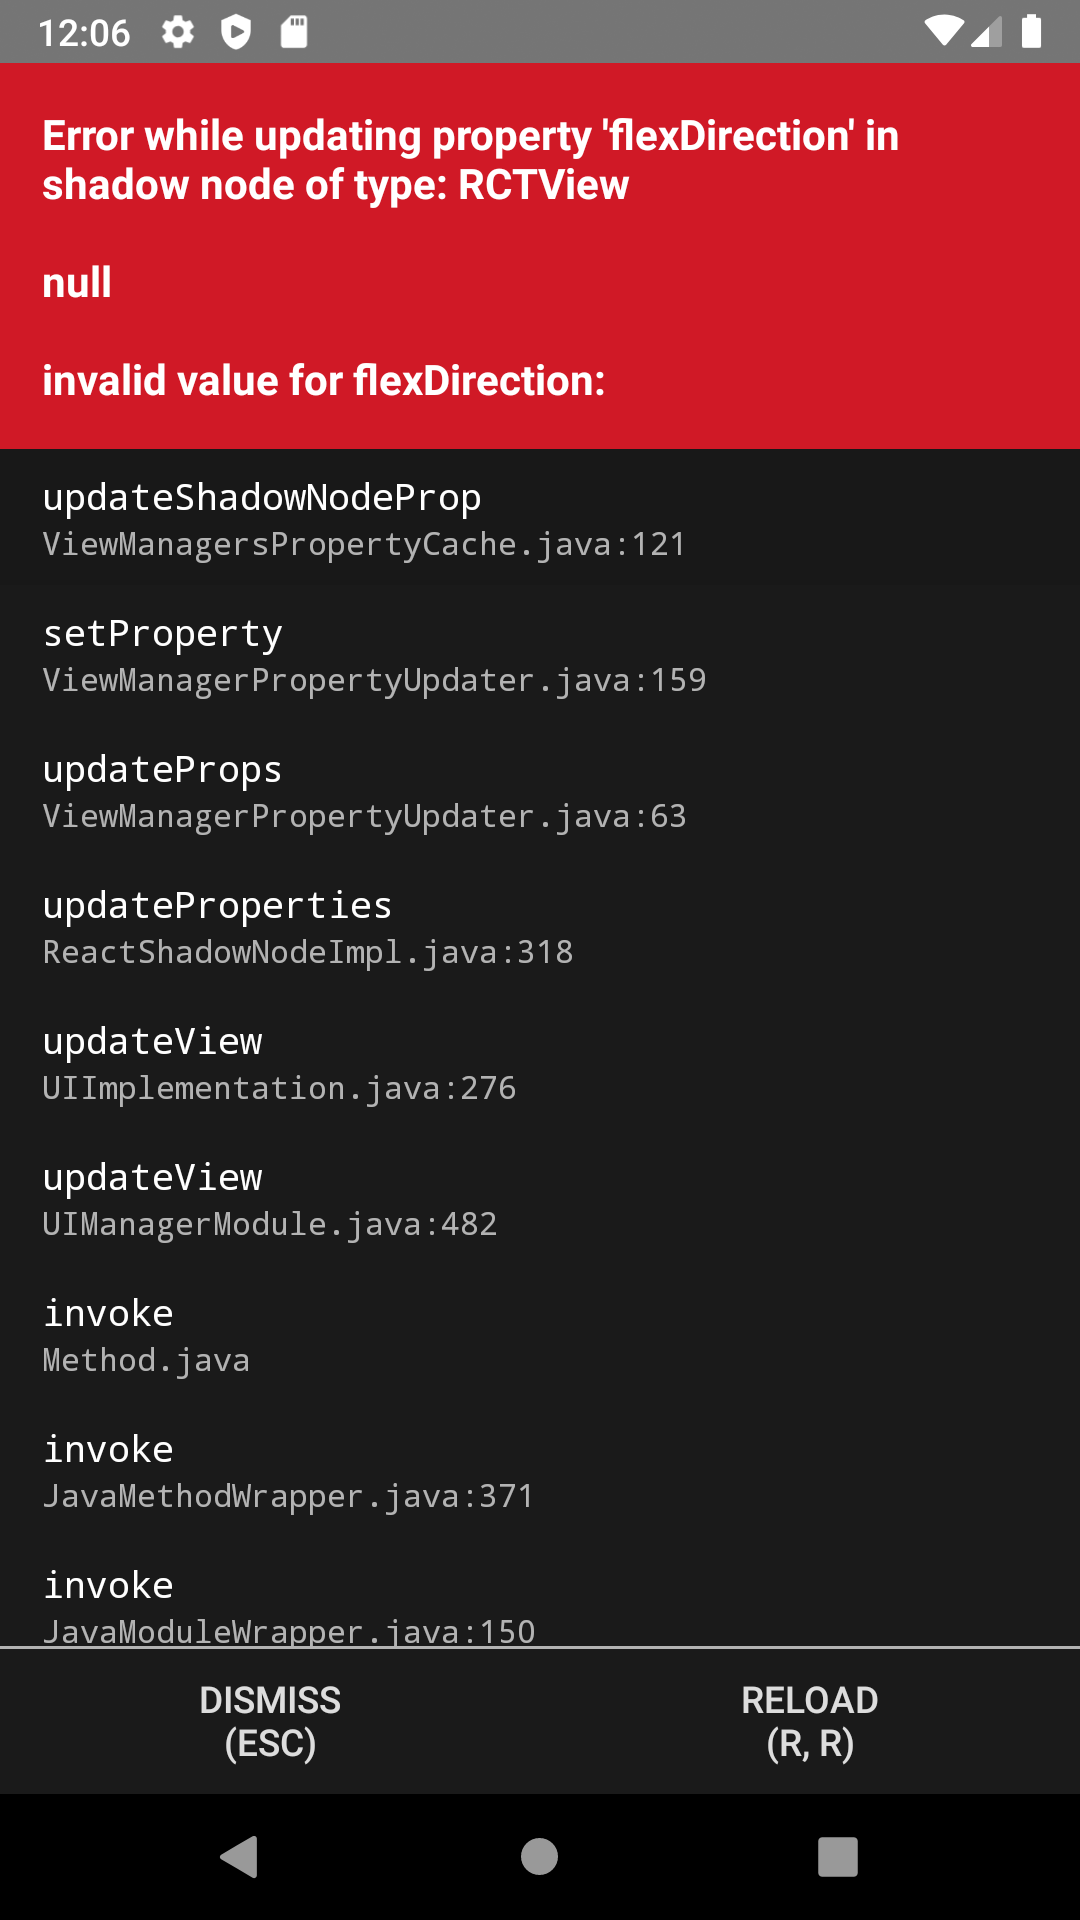 12:06
Error while updating property 'flexDirection' in
shadow node of type: RCTView
null
invalid value for flexDirection:
updateShadowNodeProp
ViewManagersPropertyCache.java:121
setProperty
ViewManagerPropertyUpdater.java:159
updateProps
ViewManagerPropertyUpdater.java:63
updateProperties
ReactShadowNodeImpl.java:318
updateView
UIImplementation.java:276
updateView
UIManagerModule.java:482
invoke
Method.java
invoke
JavaMethodWrapper.java:371
invoke
JavaModuleWrapper.java:150
DISMISS
(ESC)
RELOAD
(R, R)